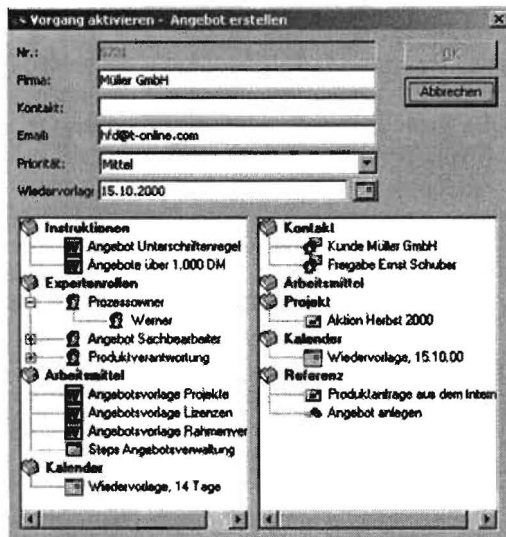 Vorgang aktivieren - Angebot erstellen
Nr.:
OK
Firma:
Müller GmbH
Abbrechen
Kontakt:
Email:
hfd@t-online.com
Priorität:
Mittel
Wiedervorlag
15.10.2000
Instruktionen
Angebot Unterschriftenregel
Angebote über 1.000 DM
Expertenrollen
Prozessowner
Werner
Angebot Sachbearbeiter
Produktverantwortung
Arbeitsmittel
Angebotsvorlage Projekte
Angebotsvorlage Lizenzen
Angebotsvorlage Rahmenver
Steps Angebotsverwaltung
Kalender
Wiedervorlage, 14 Tage
Kontakt
Kunde Müller GmbH
Freigabe Ernst Schuber
Arbeitsmittel
Projekt
Aktion Herbst 2000
Kalender
Wiedervorlage, 15.10.00
Referenz
Produktanfrage aus dem Intern
Angebot anlegen